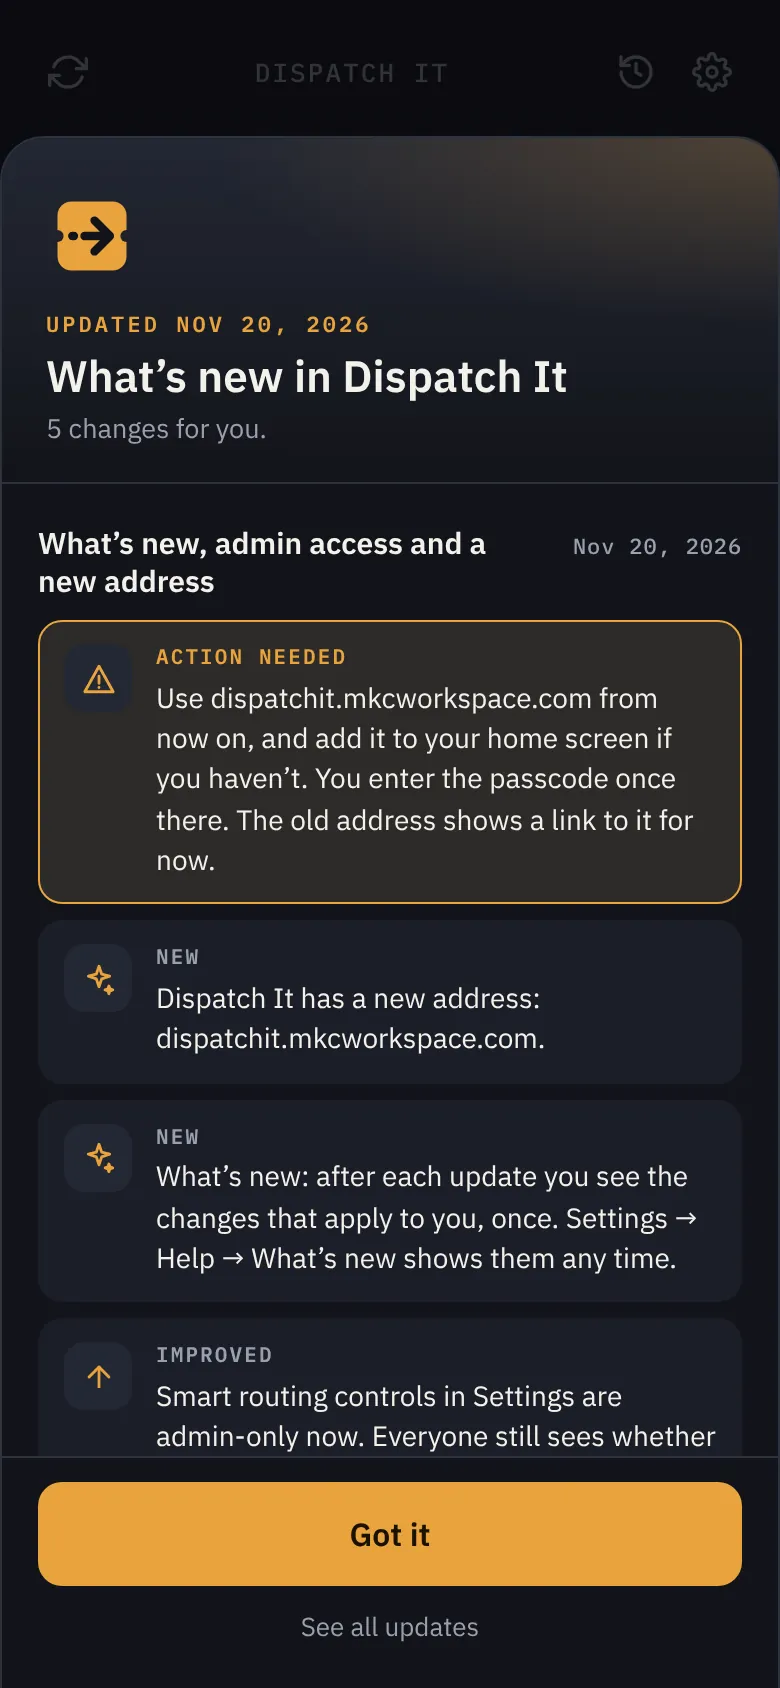 DISPATCH IT
UPDATED NOV 20, 2026
What’s new in Dispatch It
5 changes for you.
What’s new, admin access and a
new address
Nov 20, 2026
ACTION NEEDED
Use dispatchit.mkcworkspace.com from
now on, and add it to your home screen if
you haven’t. You enter the passcode once
there. The old address shows a link to it for
now.
NEW
Dispatch It has a new address:
dispatchit.mkcworkspace.com.
NEW
What’s new: after each update you see the
changes that apply to you, once. Settings →
Help → What’s new shows them any time.
IMPROVED
Smart routing controls in Settings are
admin-only now. Everyone still sees whether
Got it
See all updates